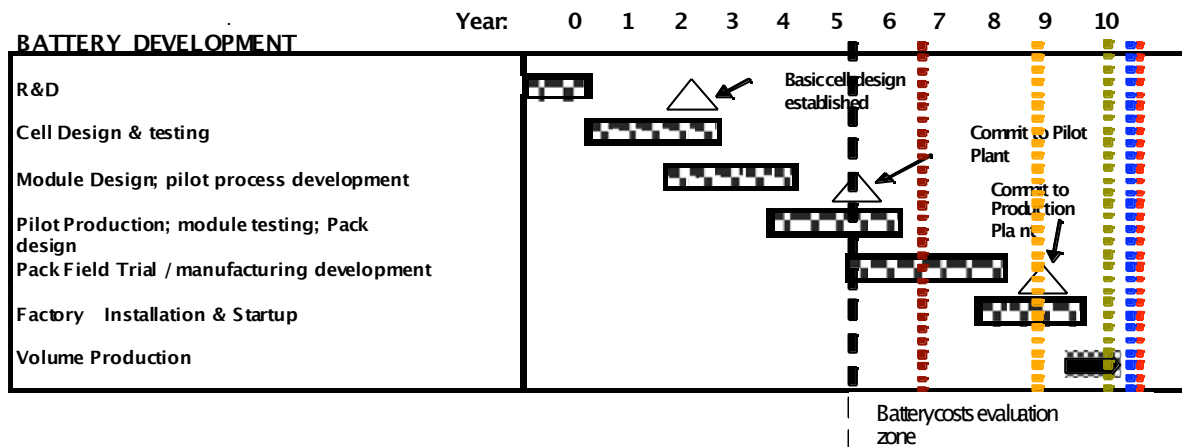 Year: 0 1 2 3 4 5 6 7 8 9 10
BATTERY DEVELOPMENT
R&D
Basic cell design
established
Cell Design & testing
Commit to Pilot
Plant
Module Design; pilot process development
Commit to
Production
Plant
Pilot Production; module testing; Pack
design
Pack Field Trial / manufacturing development
Factory Installation & Startup
Volume Production
Battery costs evaluation
zone